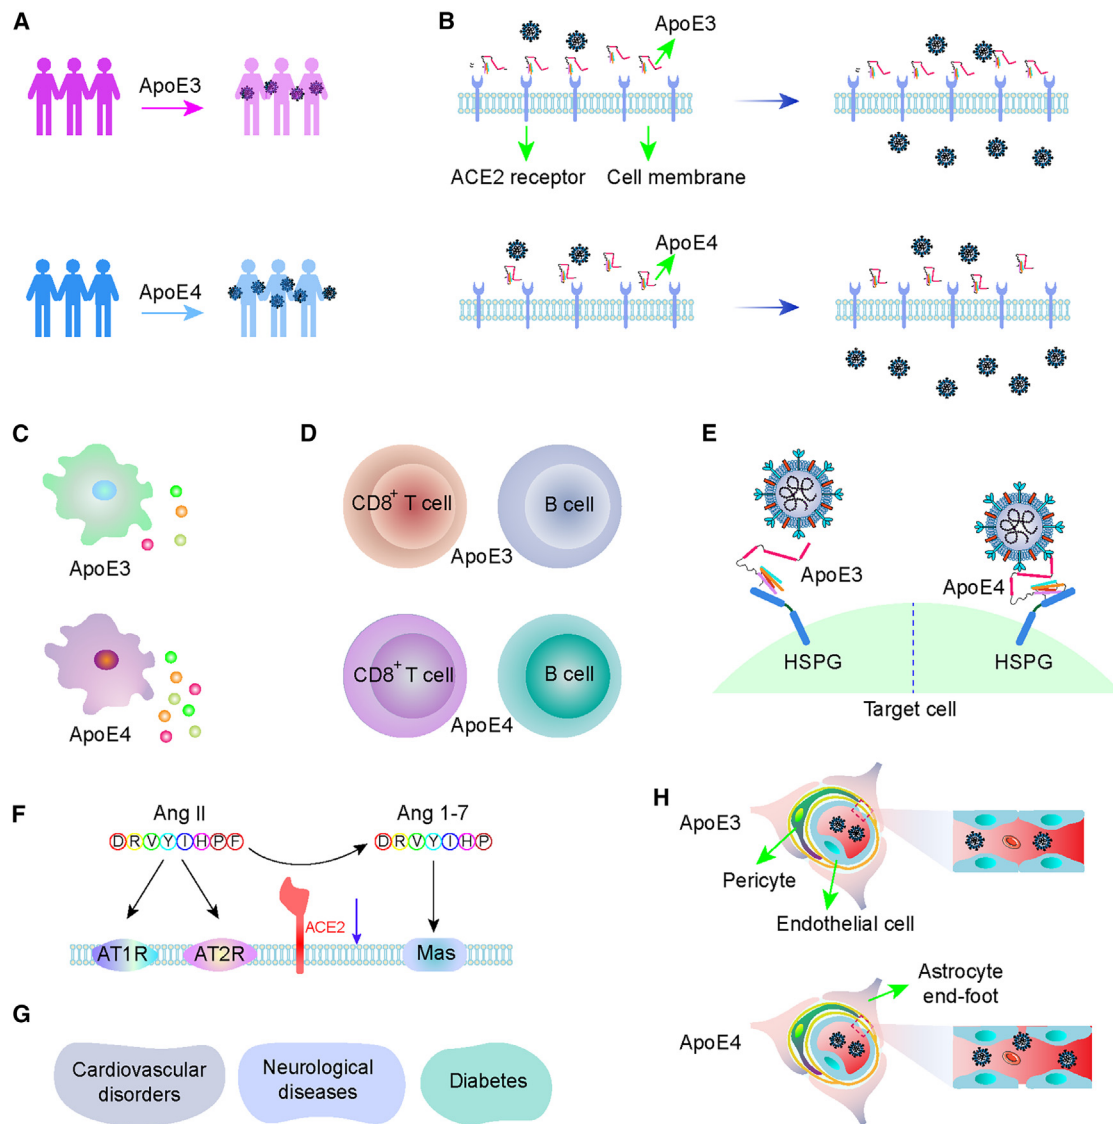 A
ApoE3
ApoE4
B
ApoE3
ACE2 receptor
Cell membrane
ApoE4
C
ApoE3
ApoE4
D
CD8+ T cell
B cell
ApoE3
CD8+ T cell
B cell
ApoE4
E
ApoE3
ApoE4
HSPG
HSPG
Target cell
F
Ang II
Ang 1-7
DRVYIHPF
DRVYIHP
ACE2
AT1R
AT2R
Mas
G
Cardiovascular
disorders
Neurological
diseases
Diabetes
H
ApoE3
Pericyte
Endothelial cell
Astrocyte
end-foot
ApoE4